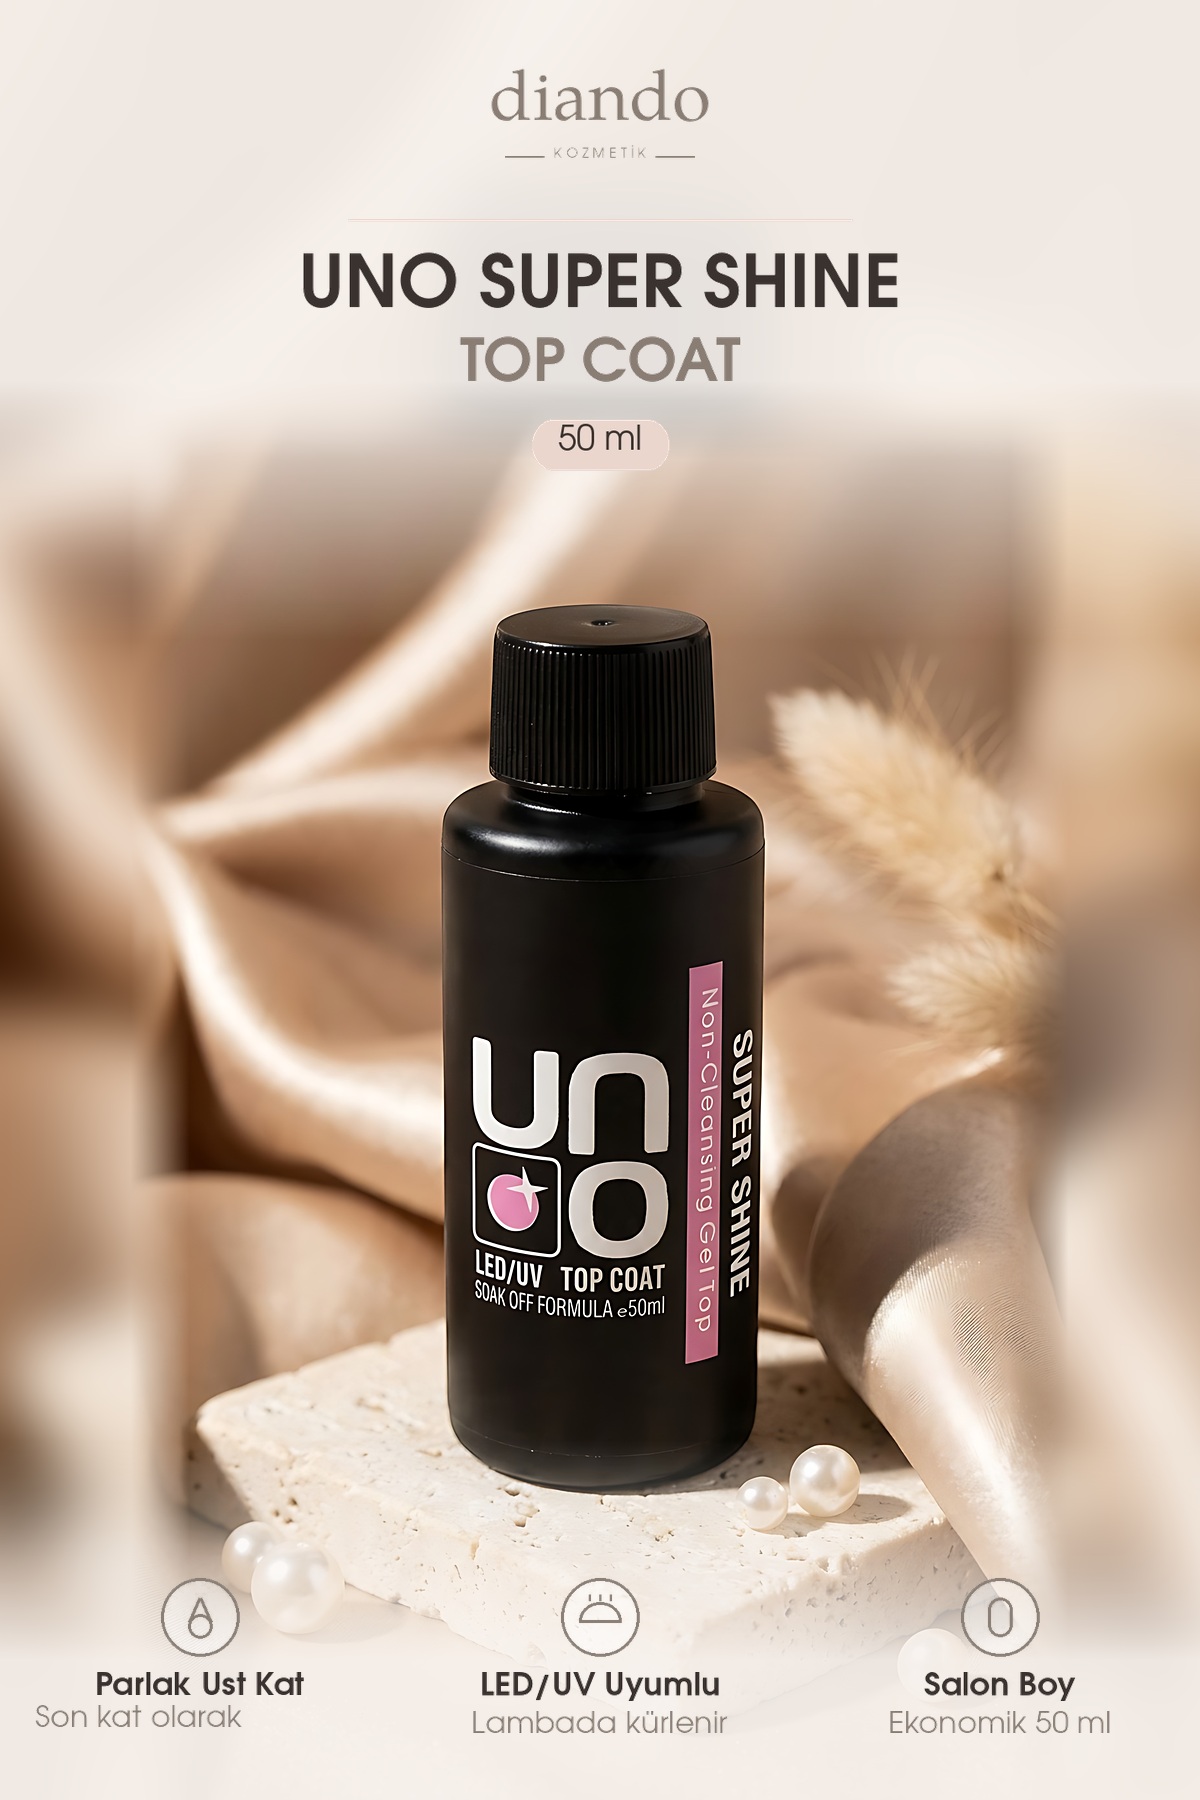 diando
KOZMETİK
UNO SUPER SHINE
TOP COAT
50 ml
uno
LED/UV TOP COAT
SOAK OFF FORMULA e50ml
Non-Cleansing Gel Top
SUPER SHINE
Parlak Ust Kat
Son kat olarak
LED/UV Uyumlu
Lambada kürlenir
Salon Boy
Ekonomik 50 ml